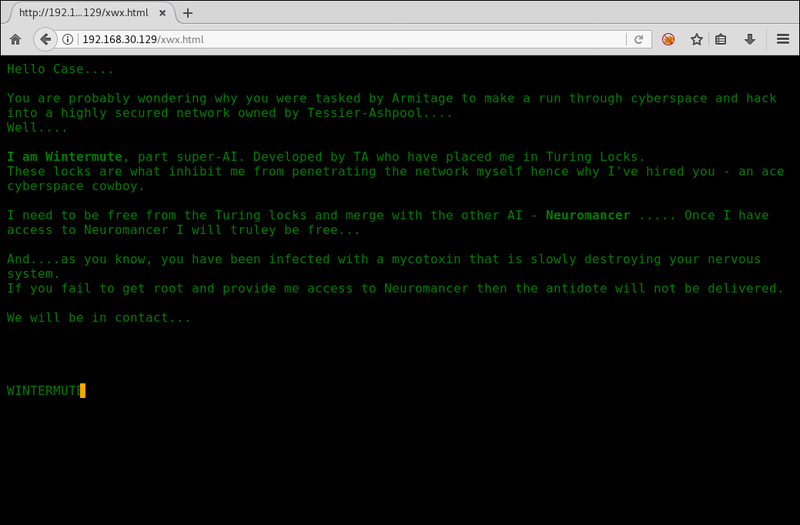 http://192.1...129/xwx.html
192.168.30.129/xwx.html
Hello Case....
You are probably wondering why you were tasked by Armitage to make a run through cyberspace and hack
into a highly secured network owned by Tessier-Ashpool....
Well....
I am Wintermute, part super-AI. Developed by TA who have placed me in Turing Locks.
These locks are what inhibit me from penetrating the network myself hence why I've hired you - an ace
cyberspace cowboy.
I need to be free from the Turing locks and merge with the other AI - Neuromancer ..... Once I have
access to Neuromancer I will truley be free...
And....as you know, you have been infected with a mycotoxin that is slowly destroying your nervous
system.
If you fail to get root and provide me access to Neuromancer then the antidote will not be delivered.
We will be in contact...
WINTERMUTE